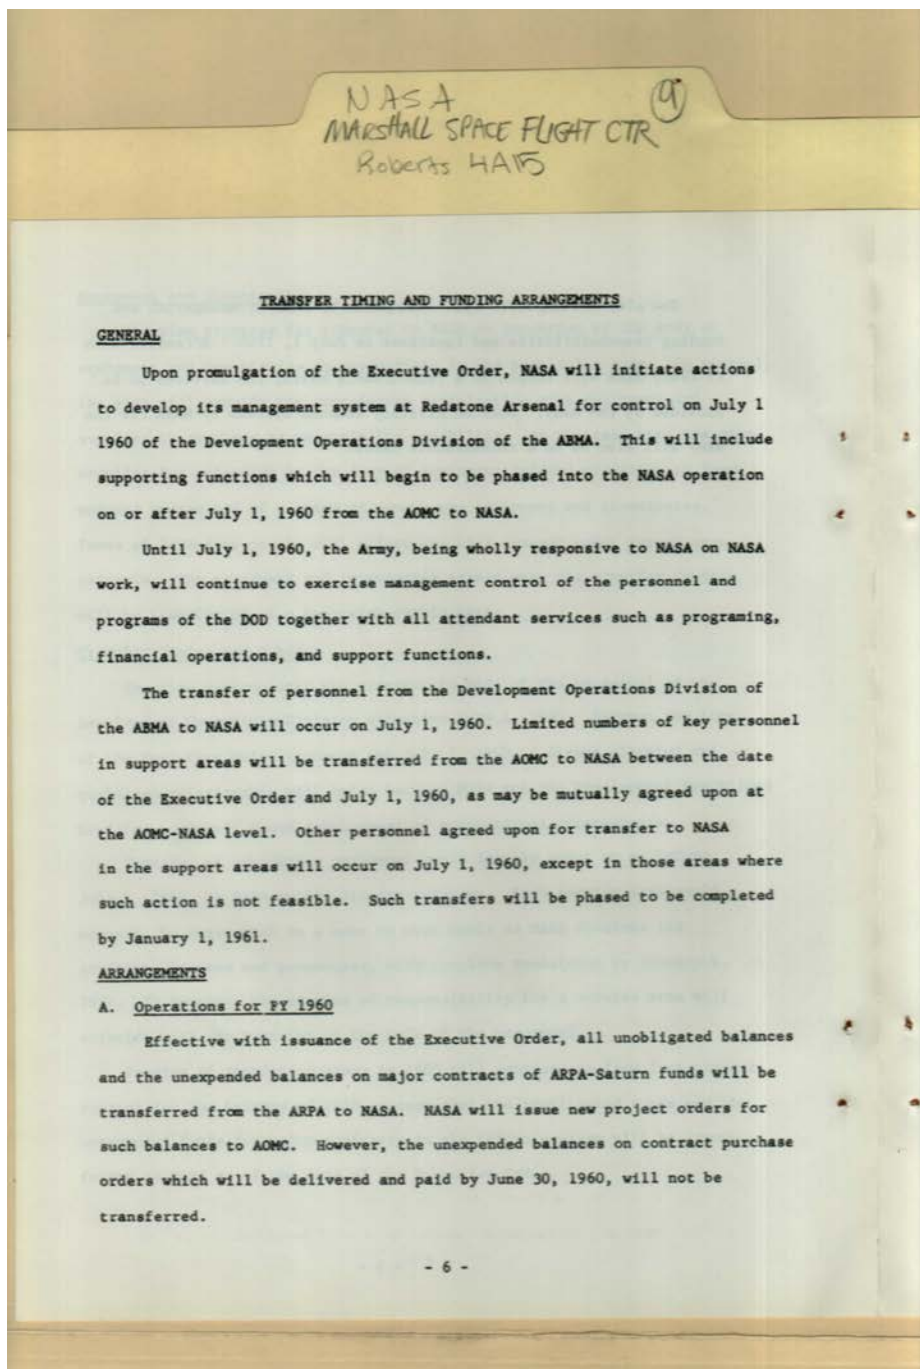 NASA
9
MARSHALL SPACE FLIGHT CTR
Roberts 4A15
TRANSFER TIMING AND FUNDING ARRANGEMENTS
GENERAL
Upon promulgation of the Executive Order, NASA will initiate actions
to develop its management system at Redstone Arsenal for control on July 1
1960 of the Development Operations Division of the ABMA. This will include
supporting functions which will begin to be phased into the NASA operation
on or after July 1, 1960 from the AOMC to NASA.
Until July 1, 1960, the Army, being wholly responsive to NASA on NASA
work, will continue to exercise management control of the personnel and
programs of the DOD together with all attendant services such as programing,
financial operations, and support functions.
The transfer of personnel from the Development Operations Division of
the ABMA to NASA will occur on July 1, 1960. Limited numbers of key personnel
in support areas will be transferred from the AOMC to NASA between the date
of the Executive Order and July 1, 1960, as may be mutually agreed upon at
the AOMC-NASA level. Other personnel agreed upon for transfer to NASA
in the support areas will occur on July 1, 1960, except in those areas where
such action is not feasible. Such transfers will be phased to be completed
by January 1, 1961.
ARRANGEMENTS
A. Operations for FY 1960
Effective with issuance of the Executive Order, all unobligated balances
and the unexpended balances on major contracts of ARPA-Saturn funds will be
transferred from the ARPA to NASA. NASA will issue new project orders for
such balances to AOMC. However, the unexpended balances on contract purchase
orders which will be delivered and paid by June 30, 1960, will not be
transferred.
- 6 -